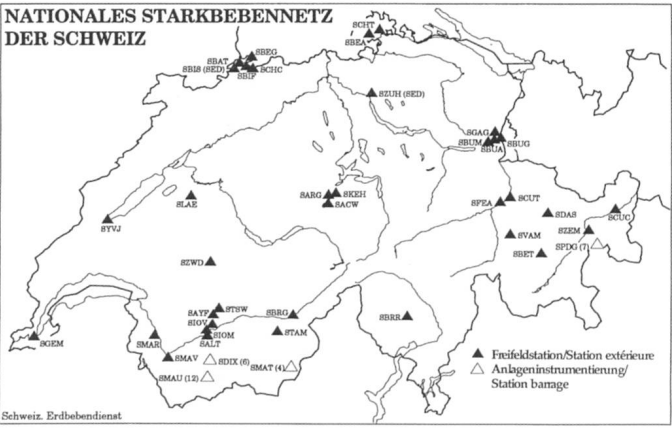 NATIONALES STARKBEBENNETZ
DER SCHWEIZ
SCHT
SBEA
SBEG
SBAT
SBIS (SED)
SCHC
SBIF
SZUH (SED)
SGAG
SBUM
SBUG
SBUA
SLAE
SARG
SKEH
SACW
SFEA
SCUT
SDAS
SCUC
SYVJ
SVAM
SZEM
SPDG (7)
SBET
SZWD
SAYF
STSW
SBRG
SBRR
SIOV
SGEM
SMAR
SIOM
STAM
SALT
SMAV
SDIX (6)
SMAT (4)
SMAU (12)
Freifeldstation/Station extérieure
Anlageninstrumentierung/
Station barrage
Schweiz. Erdbebendienst